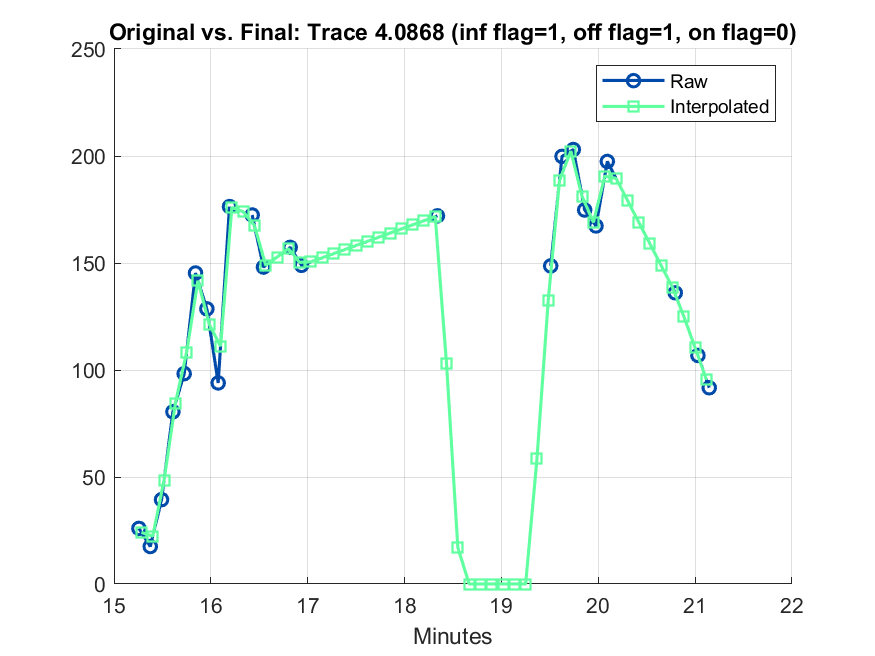 Original vs. Final: Trace 4.0868 (inf flag=1, off flag=1, on flag=0)
250
200
150
100
50
0
Raw
Interpolated
15 16 17 18 19 20 21 22
Minutes